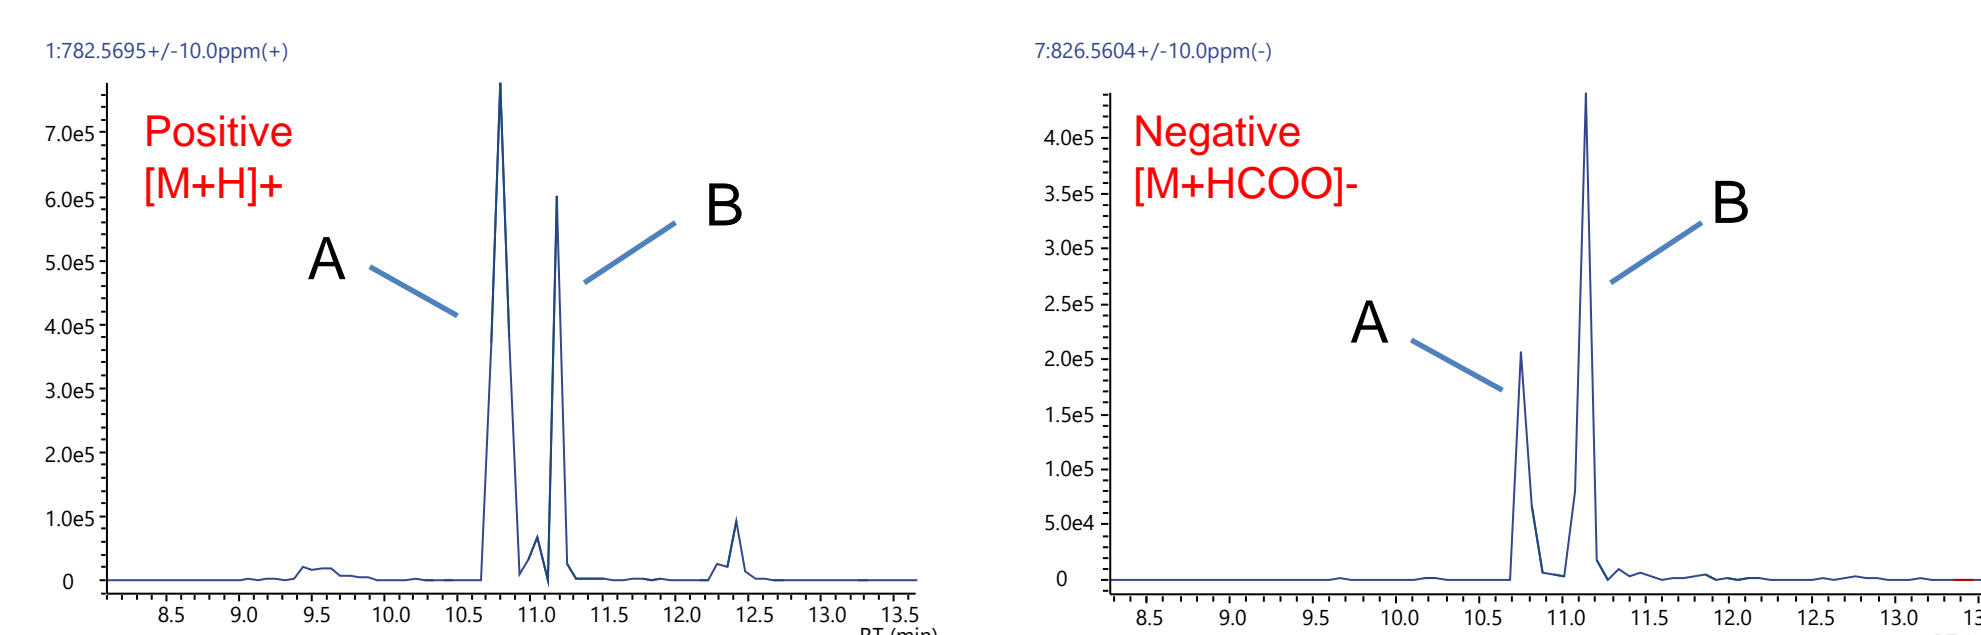 1:782.5695+/-10.0ppm(+)
Positive
[M+H]+
A
B
7.0e5
6.0e5
5.0e5
4.0e5
3.0e5
2.0e5
1.0e5
0
8.5 9.0 9.5 10.0 10.5 11.0 11.5 12.0 12.5 13.0 13.5
RT (min)
7:826.5604+/-10.0ppm(-)
Negative
[M+HCOO]-
A
B
4.0e5
3.5e5
3.0e5
2.5e5
2.0e5
1.5e5
1.0e5
5.0e4
0
8.5 9.0 9.5 10.0 10.5 11.0 11.5 12.0 12.5 13.0